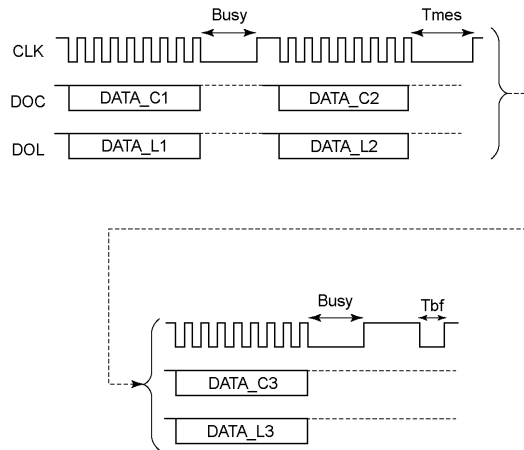 Busy Tmes
CLK
DOC DATA_C1 DATA_C2
DOL DATA_L1 DATA_L2
Busy Tbf
DATA_C3
DATA_L3